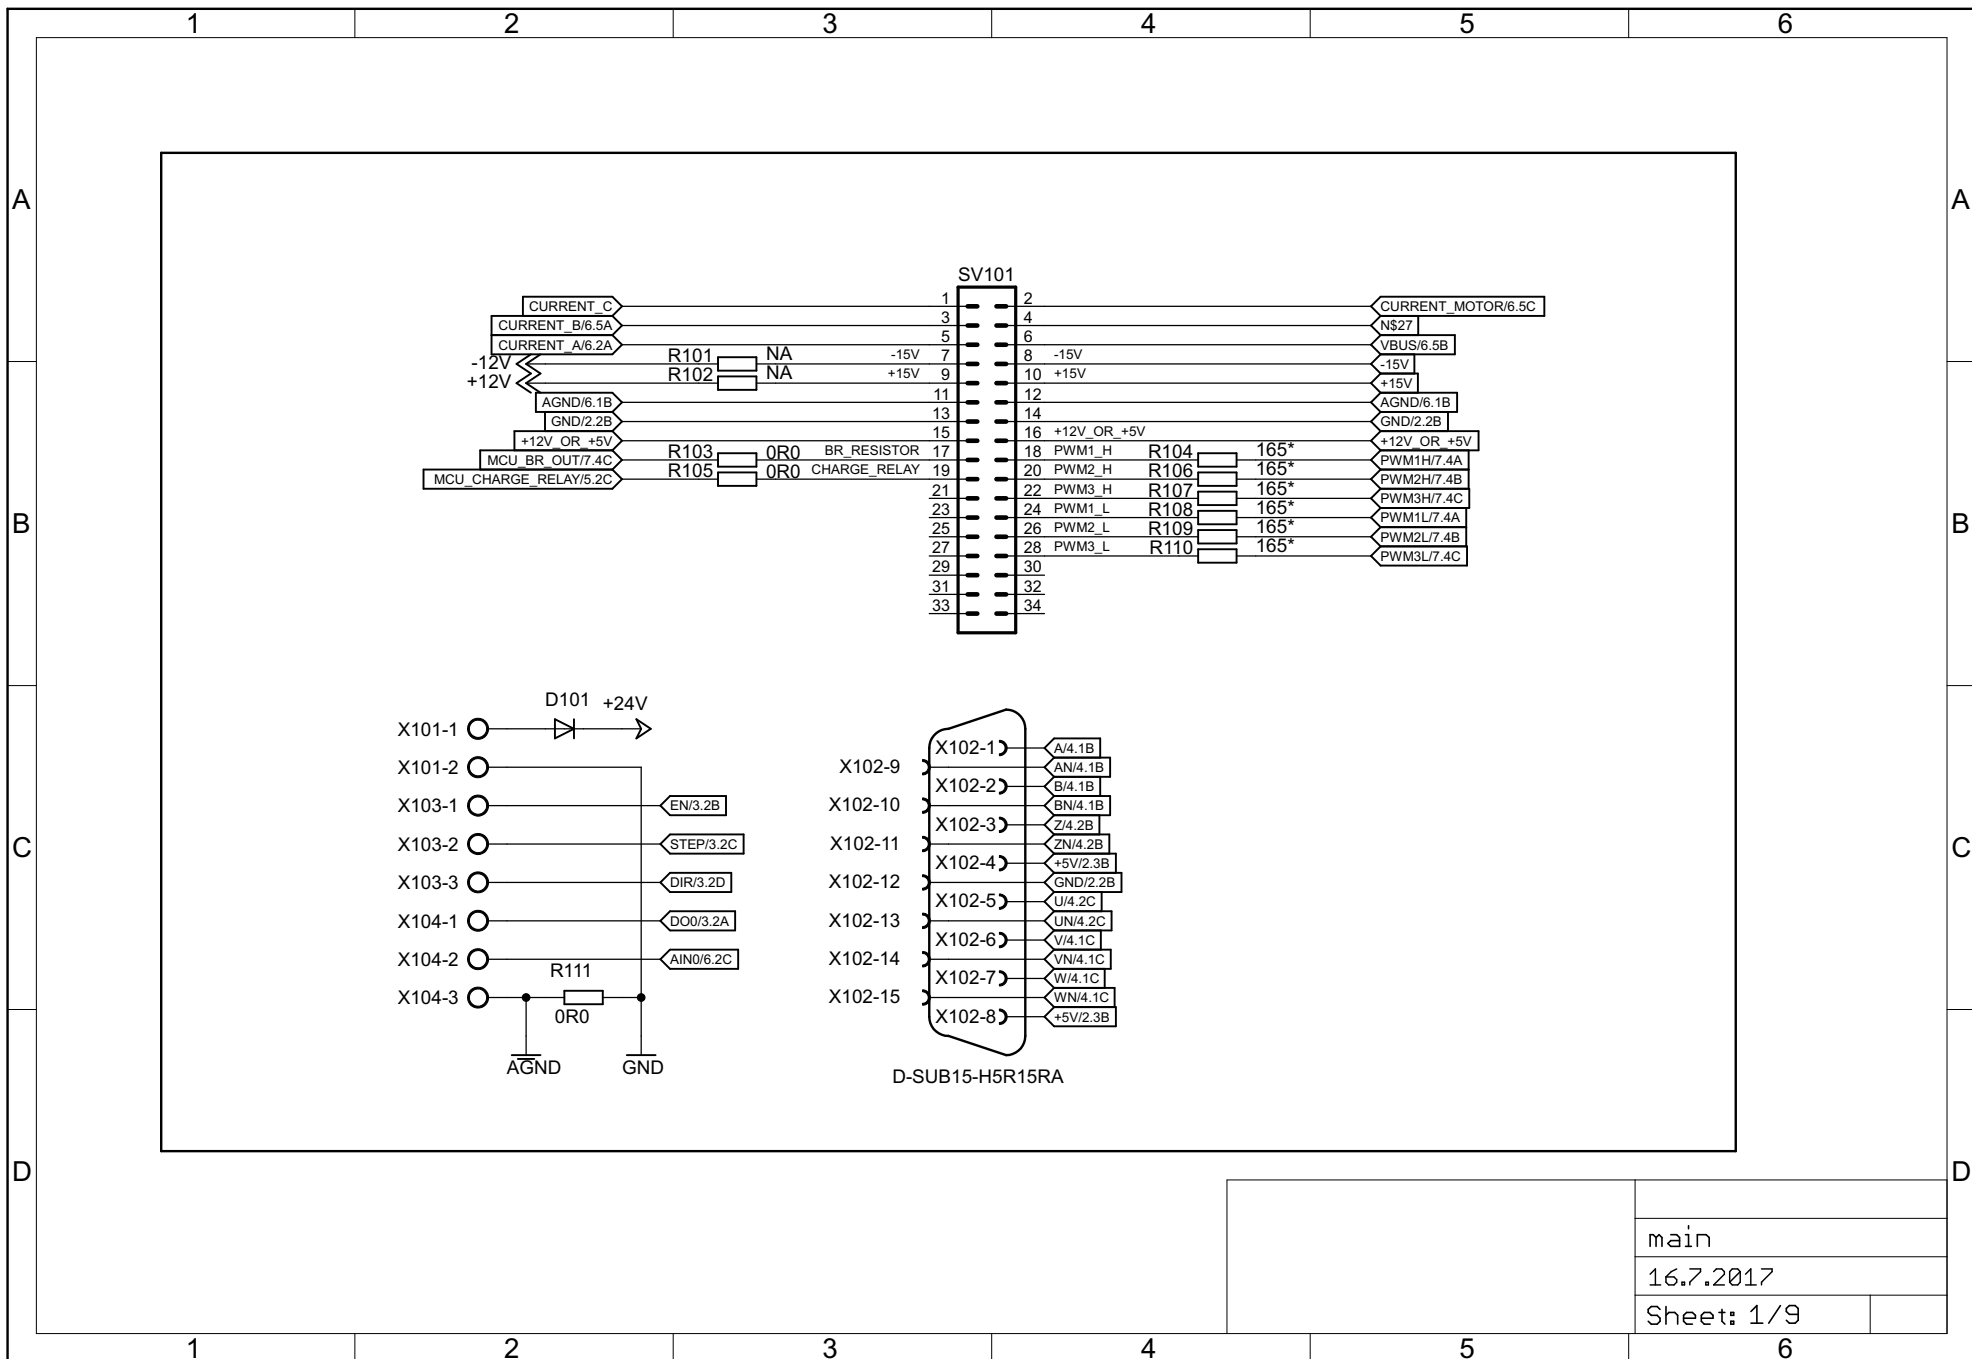 1 2 3 4 5 6
A A
SV101
CURRENT_C 1 2 CURRENT_MOTOR/6.5C
CURRENT_B/6.5A 3 4 N$27
CURRENT_A/6.2A 5 6 VBUS/6.5B
-12V R101 NA -15V 7 8 -15V -15V
+12V R102 NA +15V 9 10 +15V +15V
AGND/6.1B 11 12 AGND/6.1B
GND/2.2B 13 14 GND/2.2B
+12V_OR_+5V 15 16 +12V_OR_+5V +12V_OR_+5V
MCU_BR_OUT/7.4C R103 0R0 BR_RESISTOR 17 18 PWM1_H R104 165* PWM1H/7.4A
MCU_CHARGE_RELAY/5.2C R105 0R0 CHARGE_RELAY 19 20 PWM2_H R106 165* PWM2H/7.4B
21 22 PWM3_H R107 165* PWM3H/7.4C
23 24 PWM1_L R108 165* PWM1L/7.4A
B B
25 26 PWM2_L R109 165* PWM2L/7.4B
27 28 PWM3_L R110 165* PWM3L/7.4C
29 30
31 32
33 34
D101 +24V
X101-1
X101-2
X103-1 EN/3.2B
X103-2 STEP/3.2C
X103-3 DIR/3.2D
X104-1 DO0/3.2A
X104-2 AIN0/6.2C
R111
X104-3
0R0
AGND GND
X102-1 A/4.1B
X102-9 AN/4.1B
X102-2 B/4.1B
X102-10 BN/4.1B
X102-3 Z/4.2B
X102-11 ZN/4.2B
X102-4 +5V/2.3B
X102-12 GND/2.2B
X102-5 U/4.2C
X102-13 UN/4.2C
X102-6 V/4.1C
X102-14 VN/4.1C
X102-7 W/4.1C
X102-15 WN/4.1C
X102-8 +5V/2.3B
D-SUB15-H5R15RA
C C
D D
main
16.7.2017
Sheet: 1/9
1 2 3 4 5 6